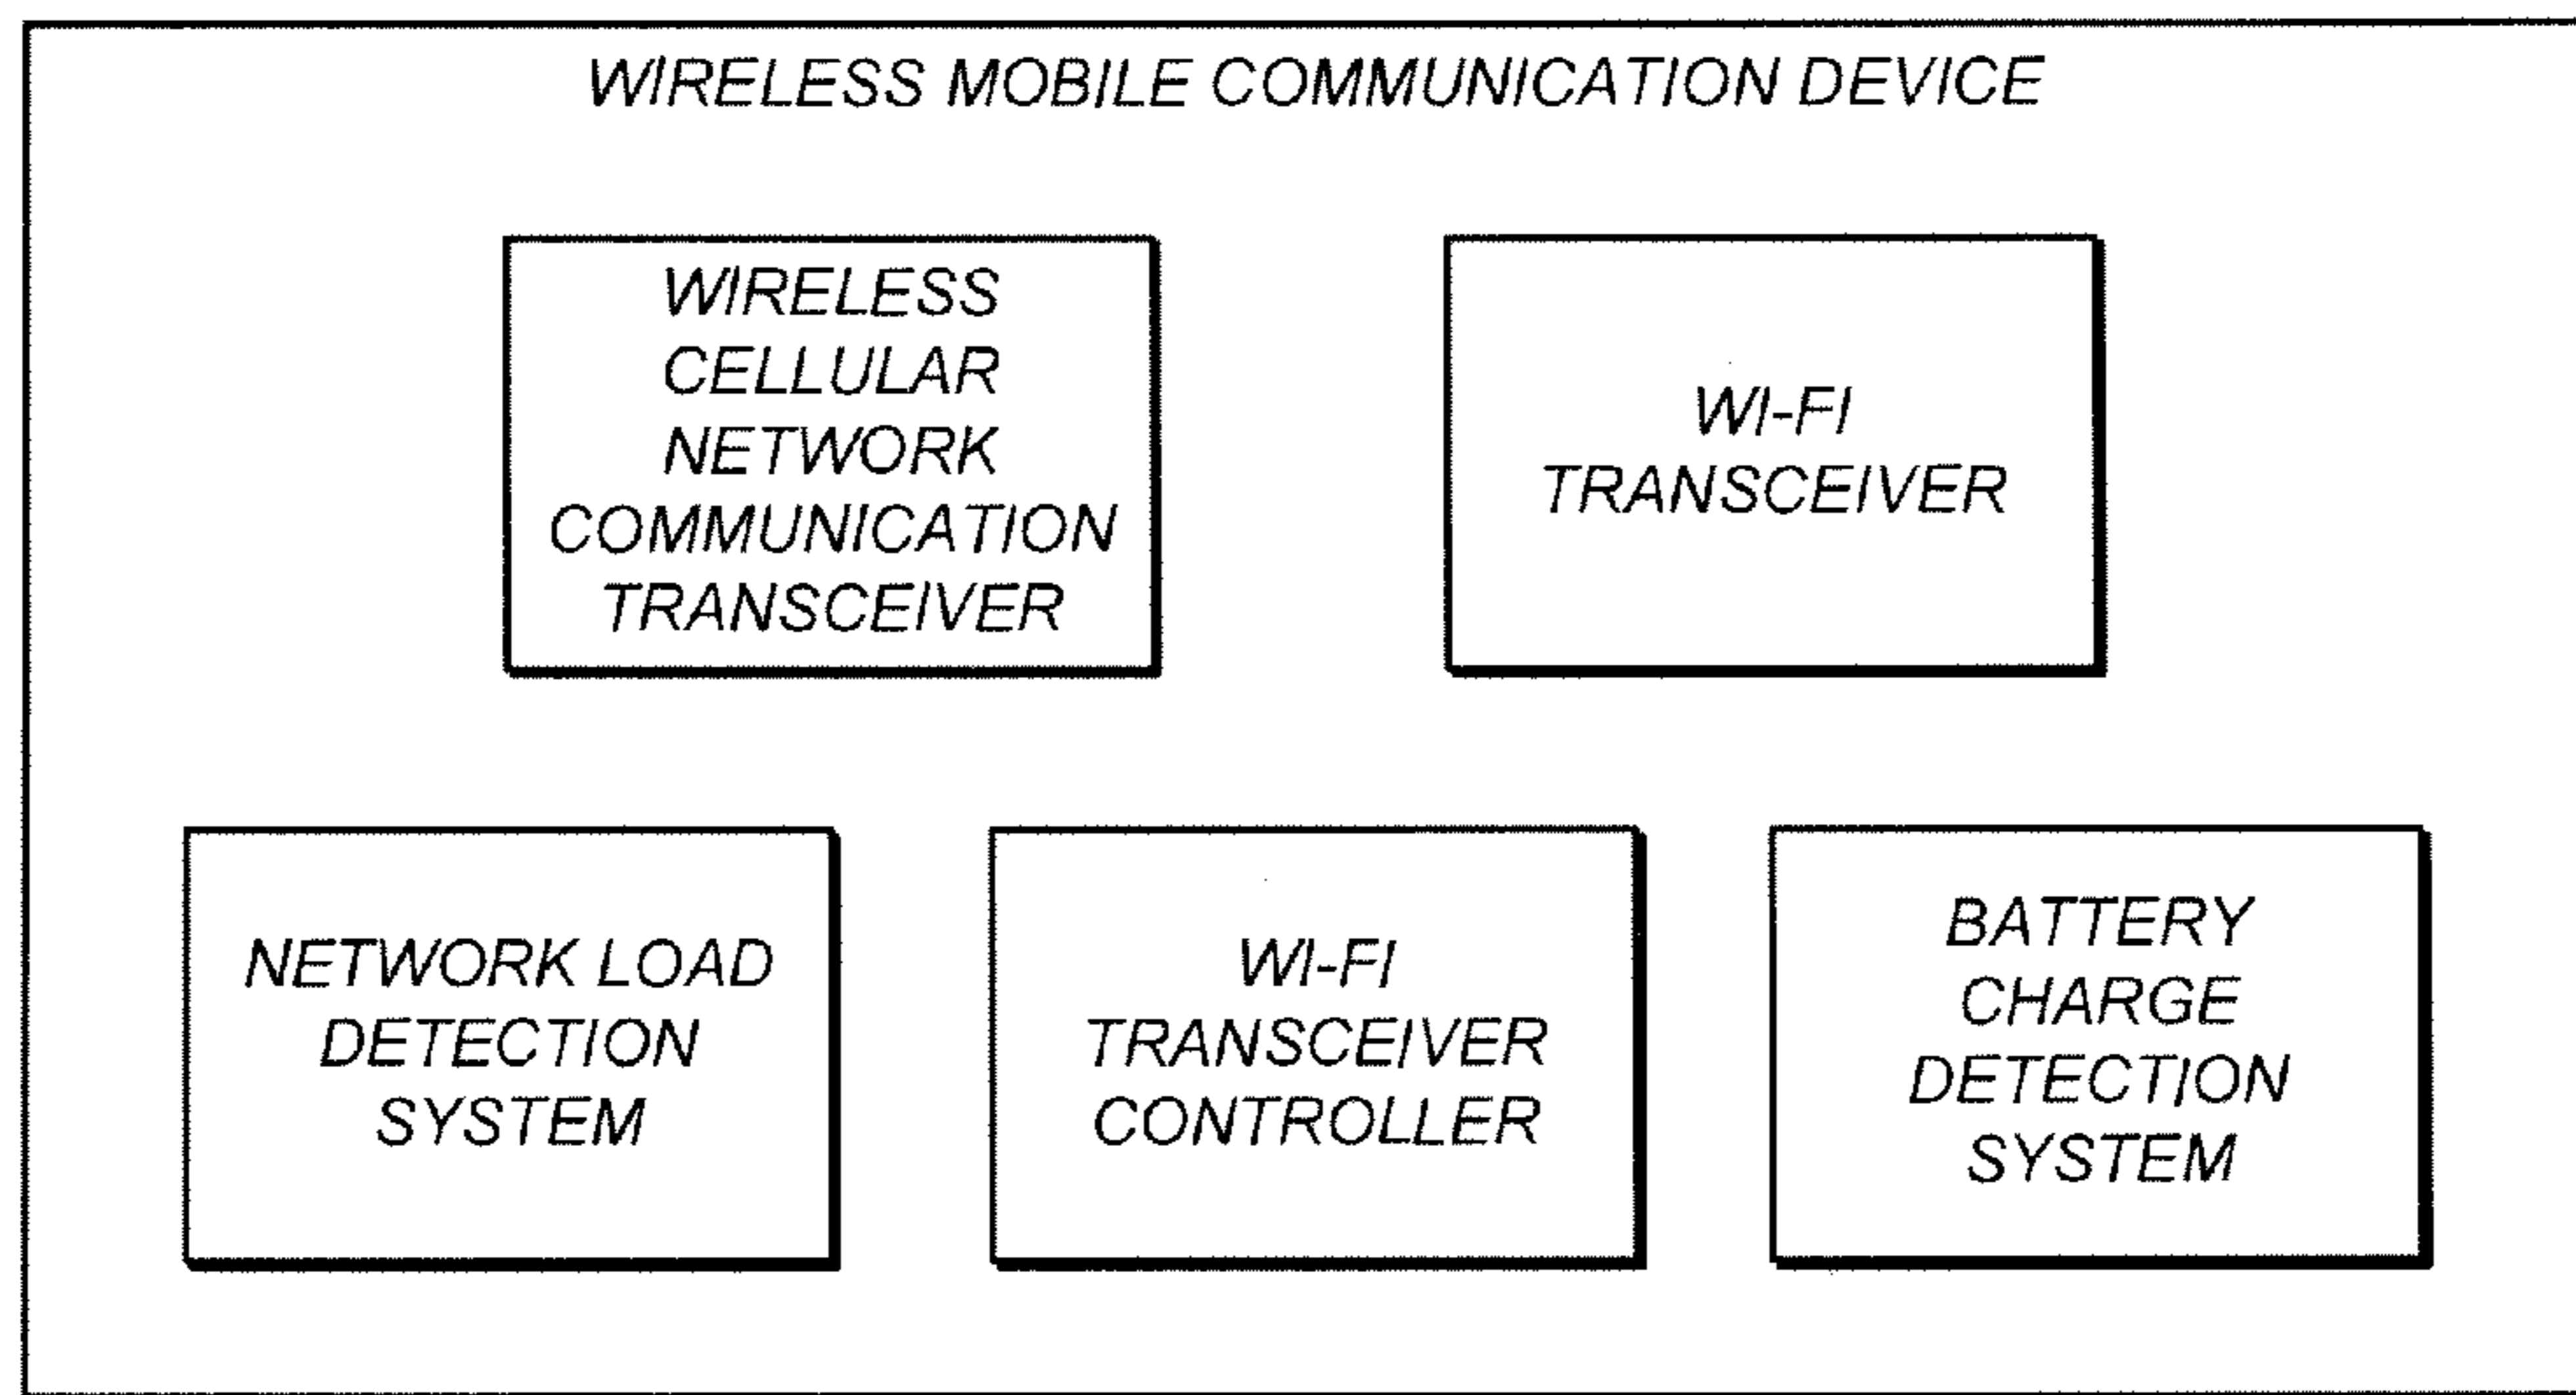 WIRELESS MOBILE COMMUNICATION DEVICE
WIRELESS
CELLULAR
NETWORK
COMMUNICATION
TRANSCEIVER
WI-FI
TRANSCEIVER
NETWORK LOAD
DETECTION
SYSTEM
WI-FI
TRANSCEIVER
CONTROLLER
BATTERY
CHARGE
DETECTION
SYSTEM